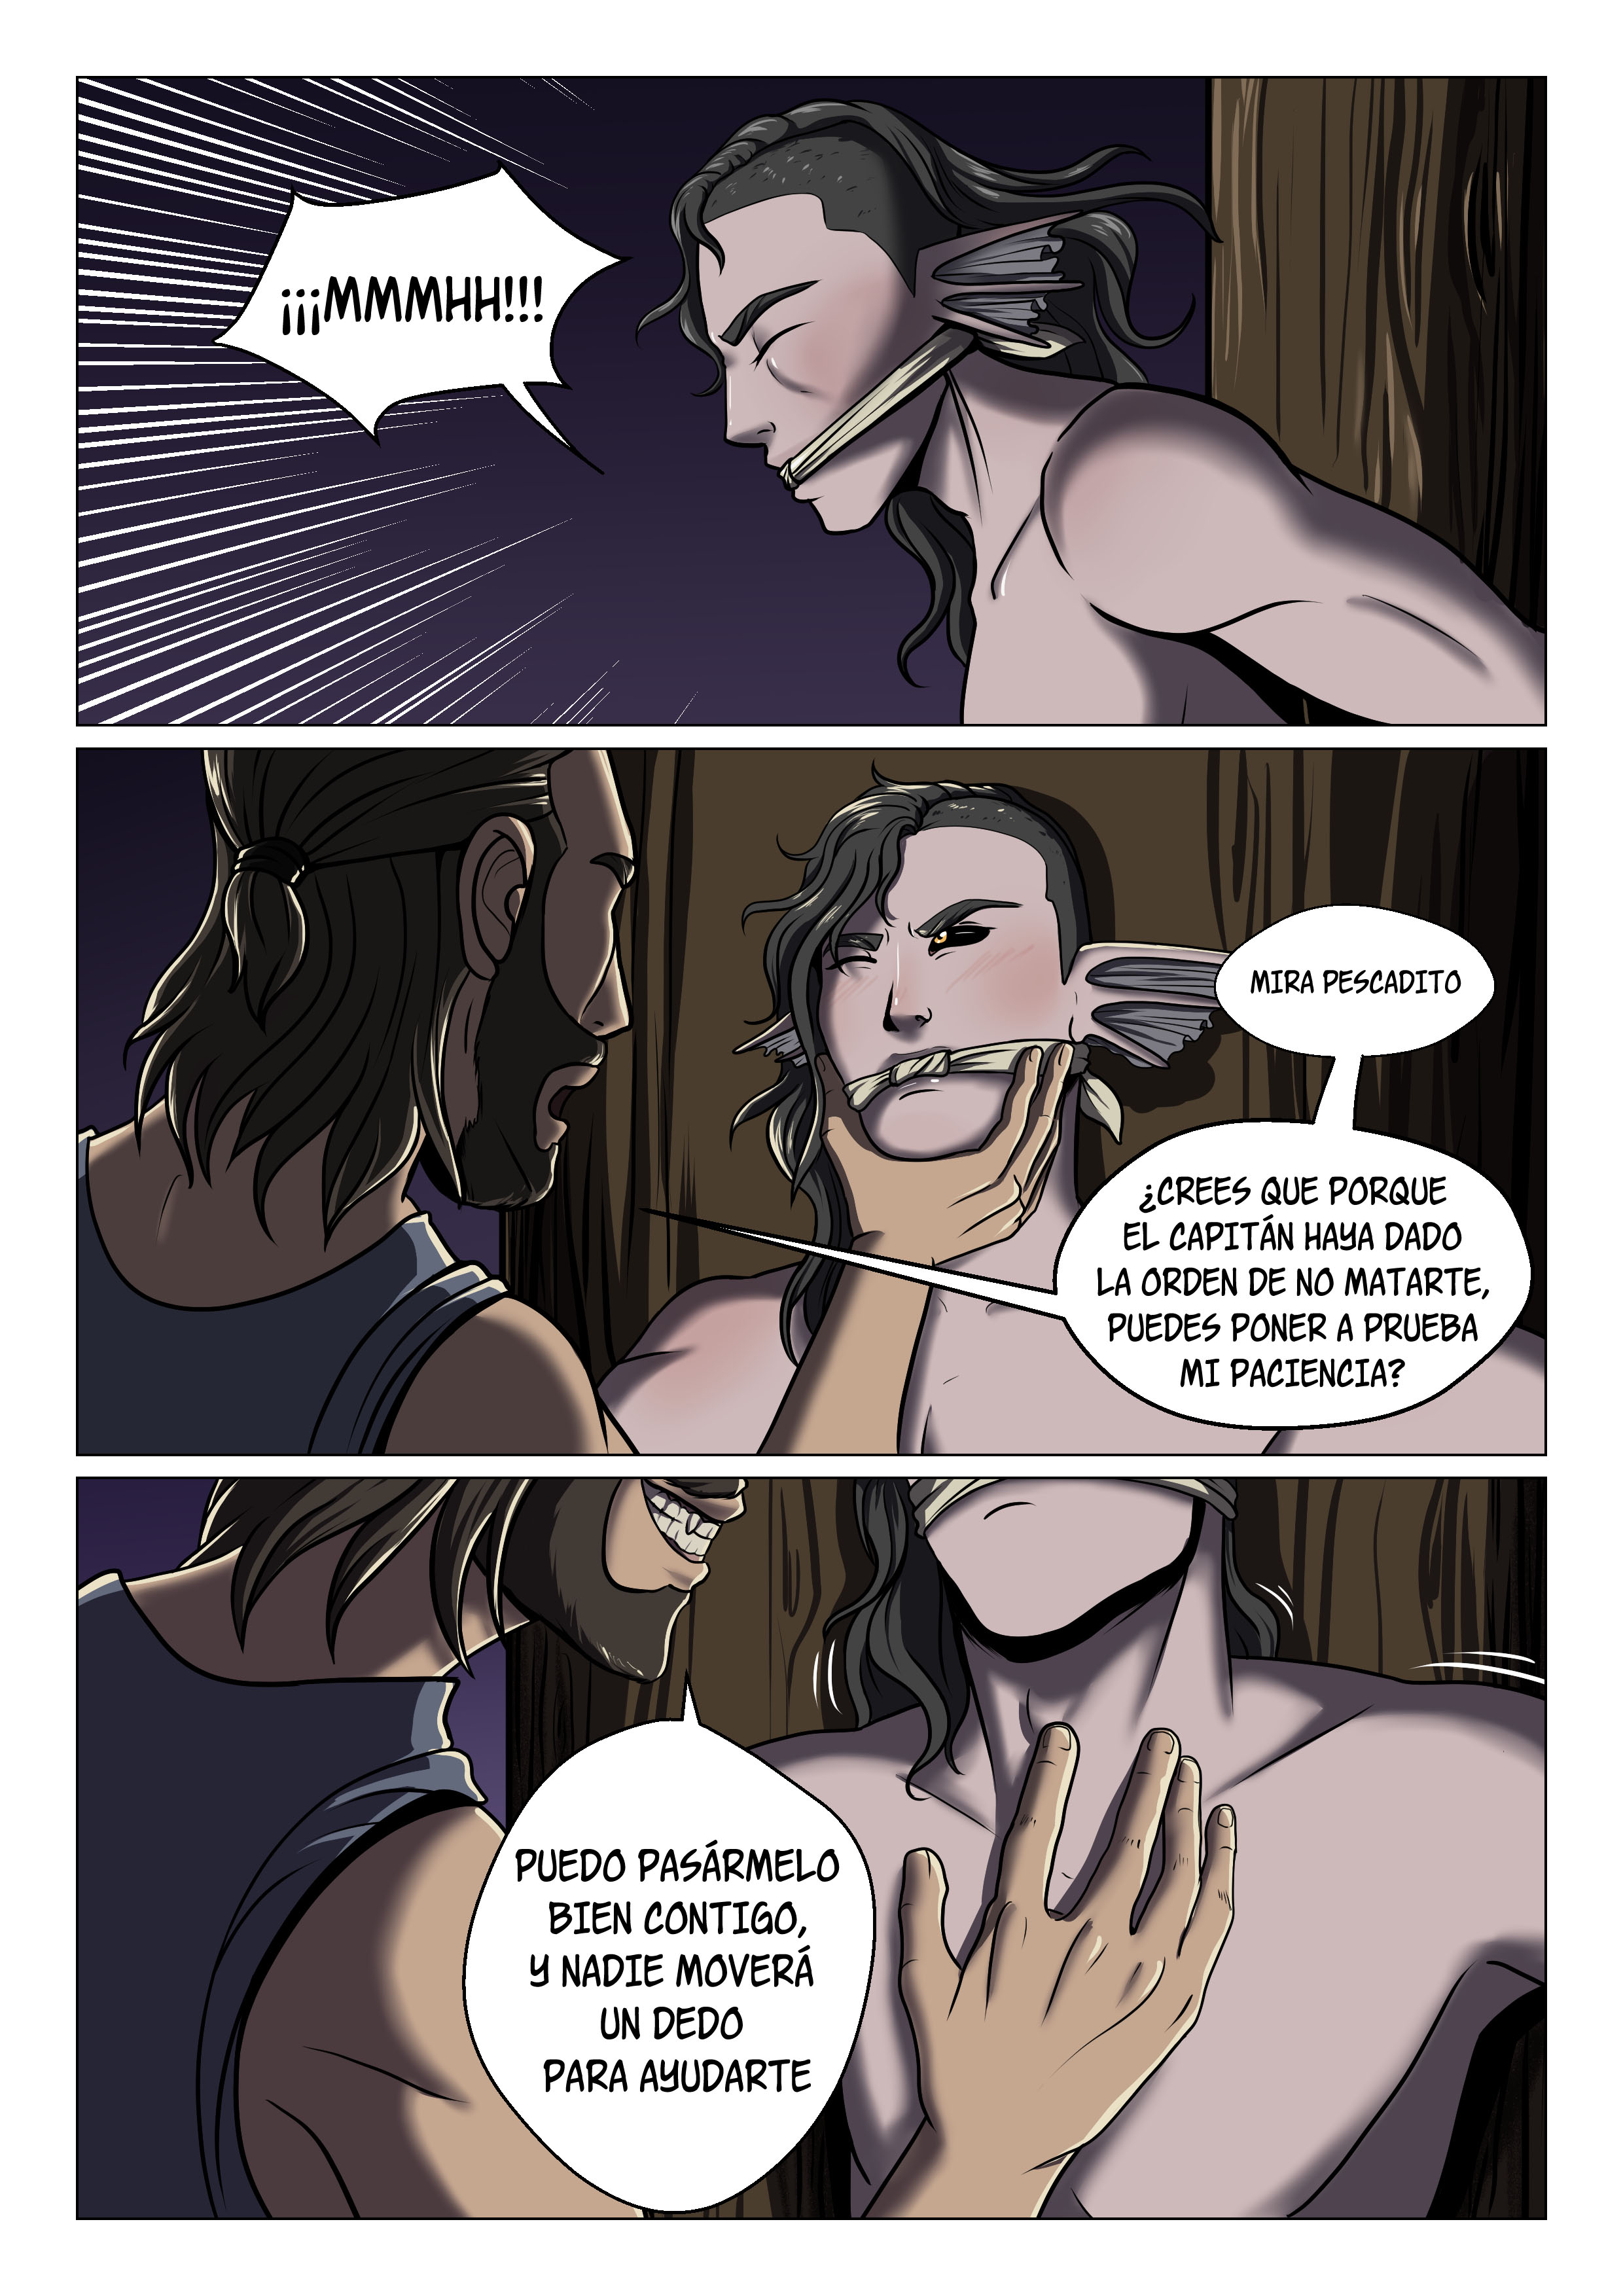 ¡¡¡MMMHH!!!
MIRA PESCADITO
¿CREES QUE PORQUE
EL CAPITÁN HAYA DADO
LA ORDEN DE NO MATARTE,
PUEDES PONER A PRUEBA
MI PACIENCIA?
PUEDO PASÁRMELO
BIEN CONTIGO,
Y NADIE MOVERÁ
UN DEDO
PARA AYUDARTE